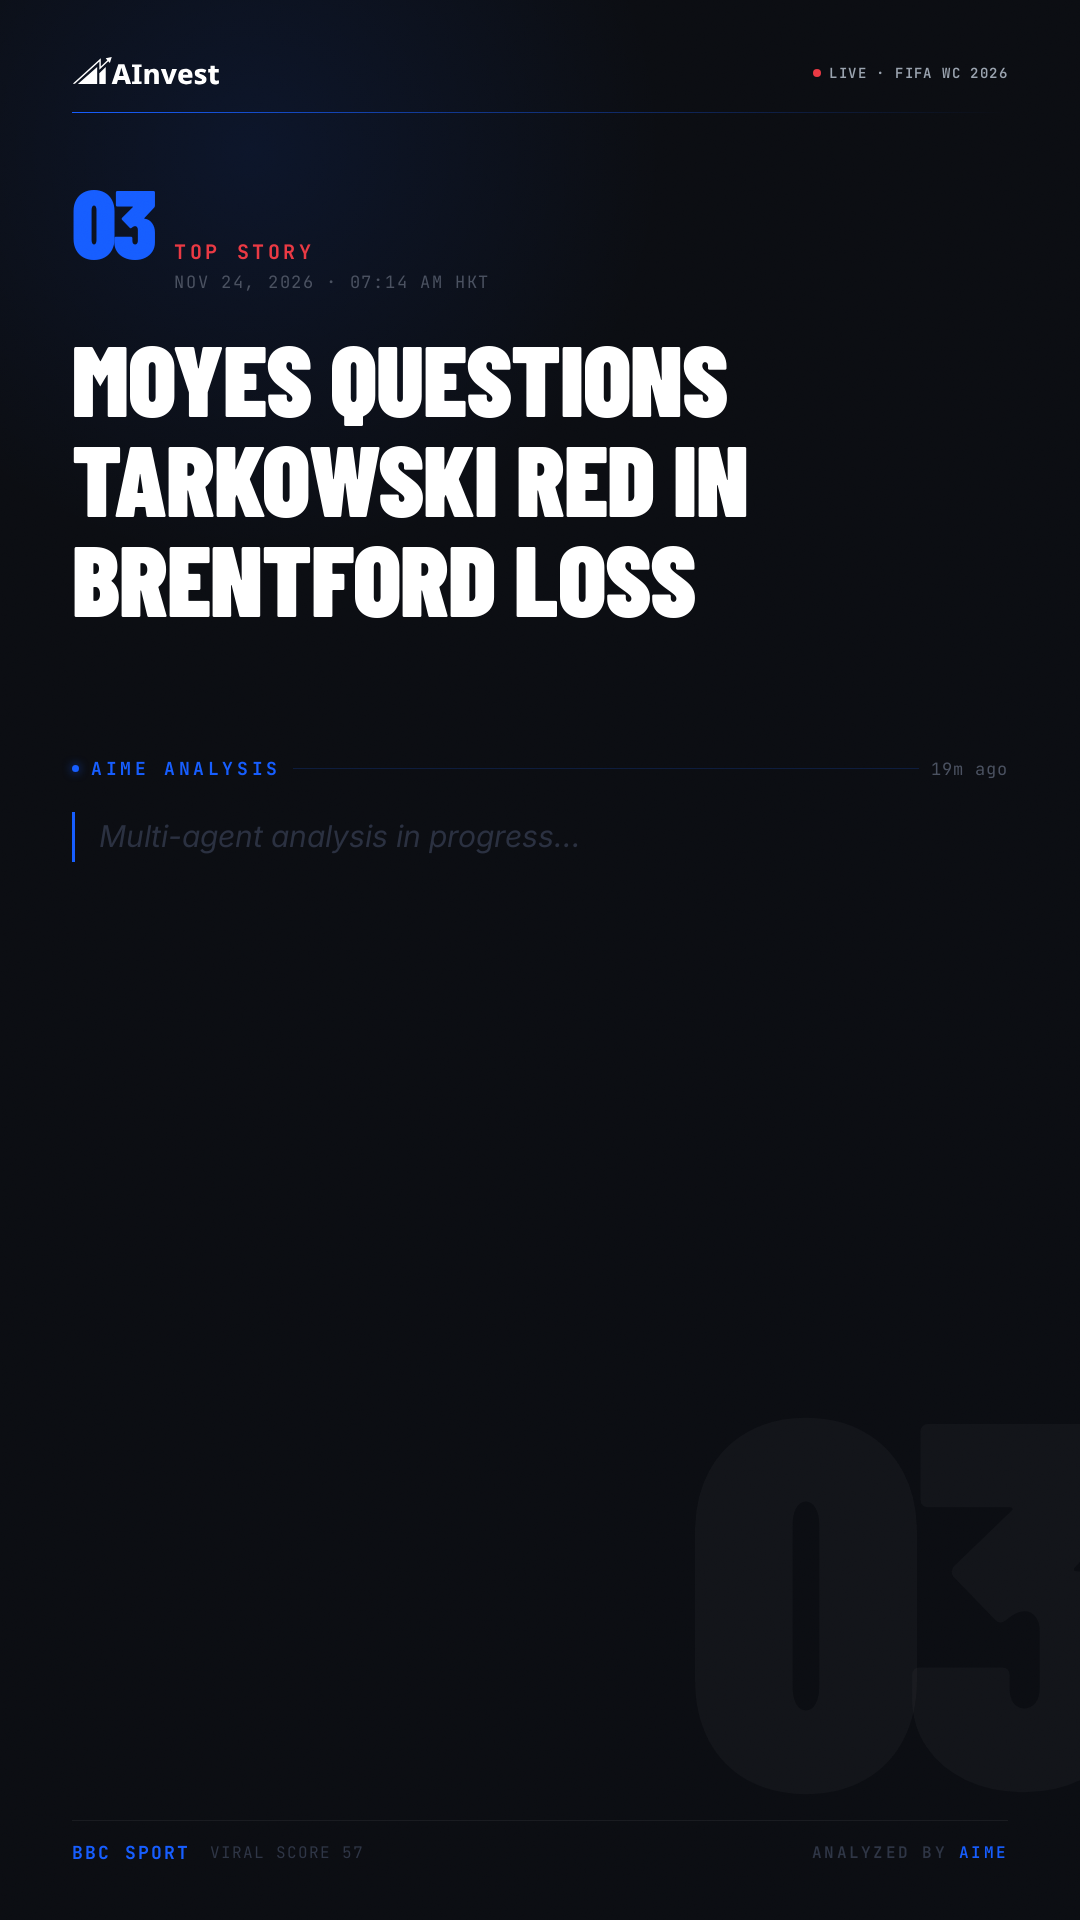 AInvest
LIVE · FIFA WC 2026
03
TOP STORY
NOV 24, 2026 · 07:14 AM HKT
MOYES QUESTIONS
TARKOWSKI RED IN
BRENTFORD LOSS
AIME ANALYSIS
19m ago
Multi-agent analysis in progress...
03
BBC SPORT VIRAL SCORE 57
ANALYZED BY AIME